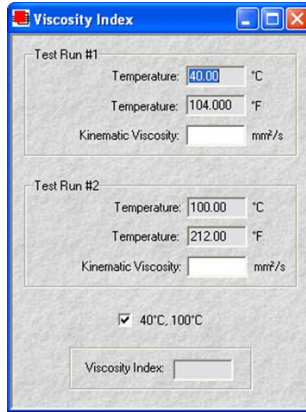 Viscosity Index
Test Run #1
Temperature: 40.00 °C
Temperature: 104.000 °F
Kinematic Viscosity: mm²/s
Test Run #2
Temperature: 100.00 °C
Temperature: 212.00 °F
Kinematic Viscosity: mm²/s
40°C, 100°C
Viscosity Index: